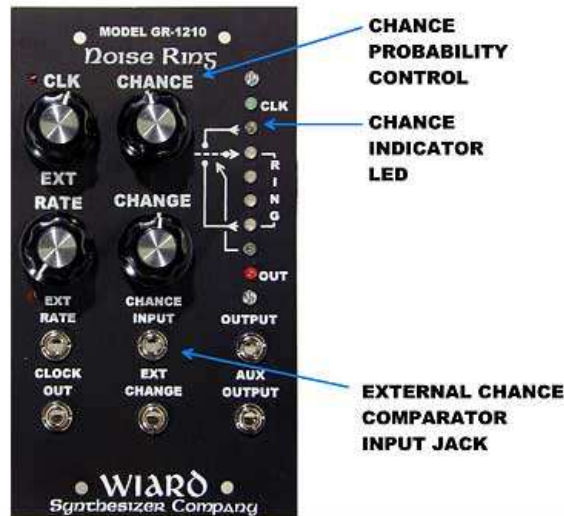 MODEL GR-1210
Noise Ring
CLK
CHANCE
CLK
EXT
RATE
CHANGE
RING
OUT
EXT
RATE
CHANCE
INPUT
OUTPUT
CLOCK
OUT
EXT
CHANGE
AUX
OUTPUT
WIARD
Synthesizer Company
CHANCE
PROBABILITY
CONTROL
CHANCE
INDICATOR
LED
EXTERNAL CHANCE
COMPARATOR
INPUT JACK